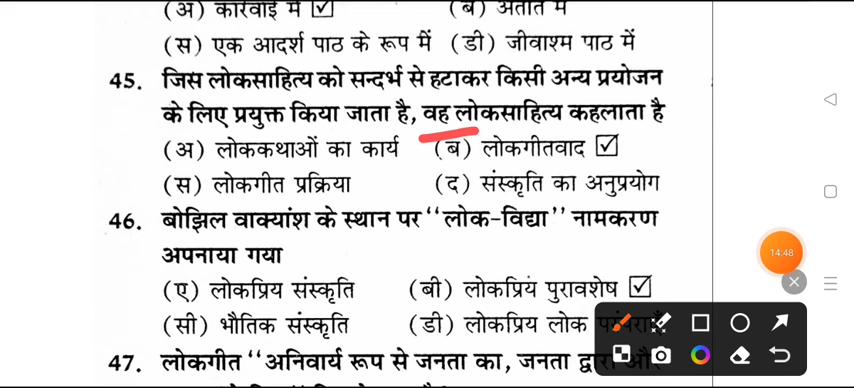 (अ) कार्रवाई में ☑ (ब) अतीत में
(स) एक आदर्श पाठ के रूप में (डी) जीवाश्म पाठ में
45. जिस लोकसाहित्य को सन्दर्भ से हटाकर किसी अन्य प्रयोजन
के लिए प्रयुक्त किया जाता है, वह लोकसाहित्य कहलाता है
(अ) लोककथाओं का कार्य (ब) लोकगीतवाद ☑
(स) लोकगीत प्रक्रिया (द) संस्कृति का अनुप्रयोग
46. बोझिल वाक्यांश के स्थान पर ‘‘लोक-विद्या’’ नामकरण
अपनाया गया
(ए) लोकप्रिय संस्कृति (बी) लोकप्रिय पुरावशेष ☑
(सी) भौतिक संस्कृति (डी) लोकप्रिय लोक
47. लोकगीत ‘‘अनिवार्य रूप से जनता का, जनता द्वारा और
14:48